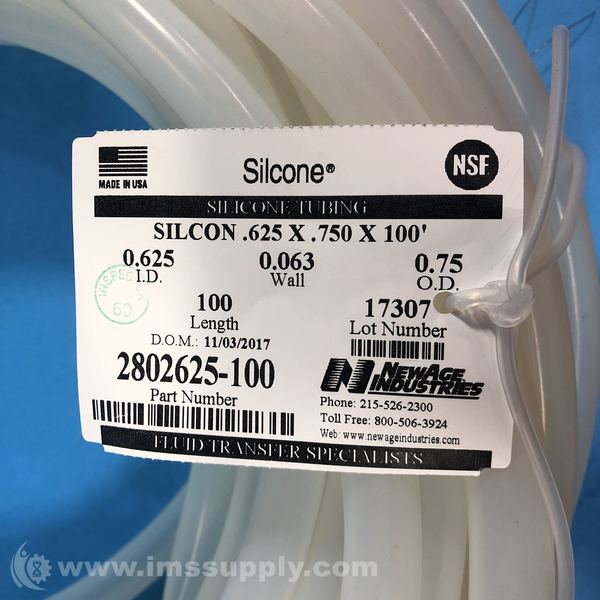 MADE IN USA
Silcone®
NSF
SILICONE TUBING
SILCON .625 X .750 X 100'
0.625 0.063 0.75
I.D. Wall O.D.
INSPEC
60
100 17307
Length Lot Number
D.O.M.: 11/03/2017
2802625-100
Part Number
NEWAGE INDUSTRIES
Phone: 215-526-2300
Toll Free: 800-506-3924
Web: www.newageindustries.com
FLUID TRANSFER SPECIALISTS
www.imssupply.com